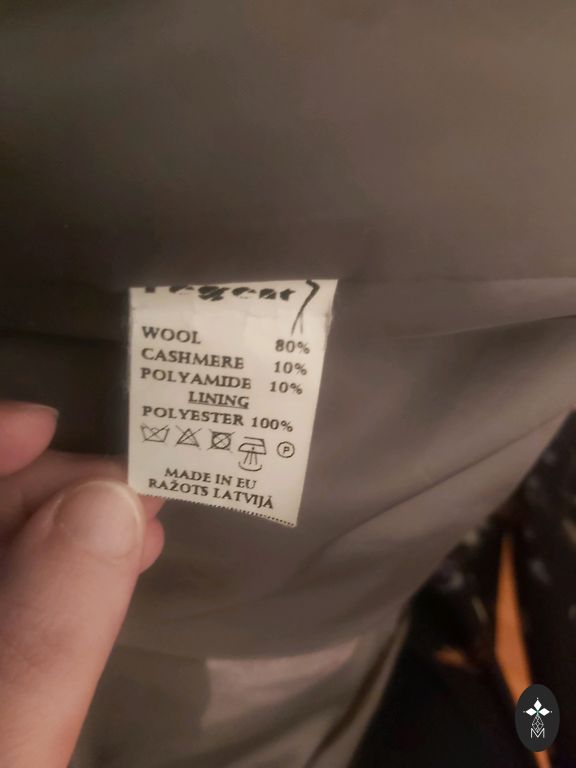 WOOL 80%
CASHMERE 10%
POLYAMIDE 10%
LINING
POLYESTER 100%
P
MADE IN EU
RAŽOTS LATVIJĀ
M